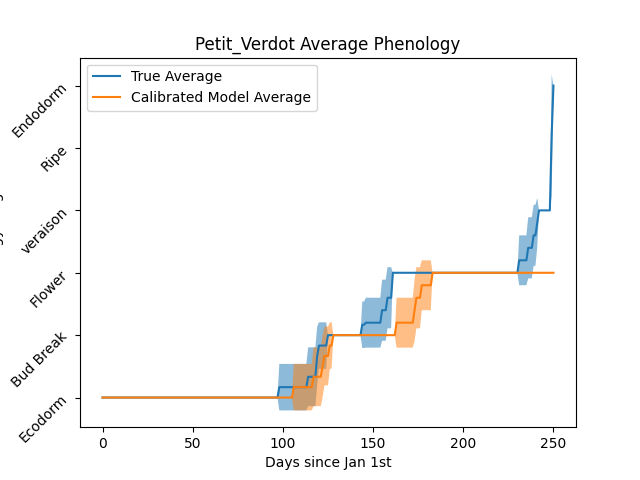 Petit_Verdot Average Phenology
True Average
Calibrated Model Average
Endodorm
Ripe
veraison
Flower
Bud Break
Ecodorm
0 50 100 150 200 250
Days since Jan 1st